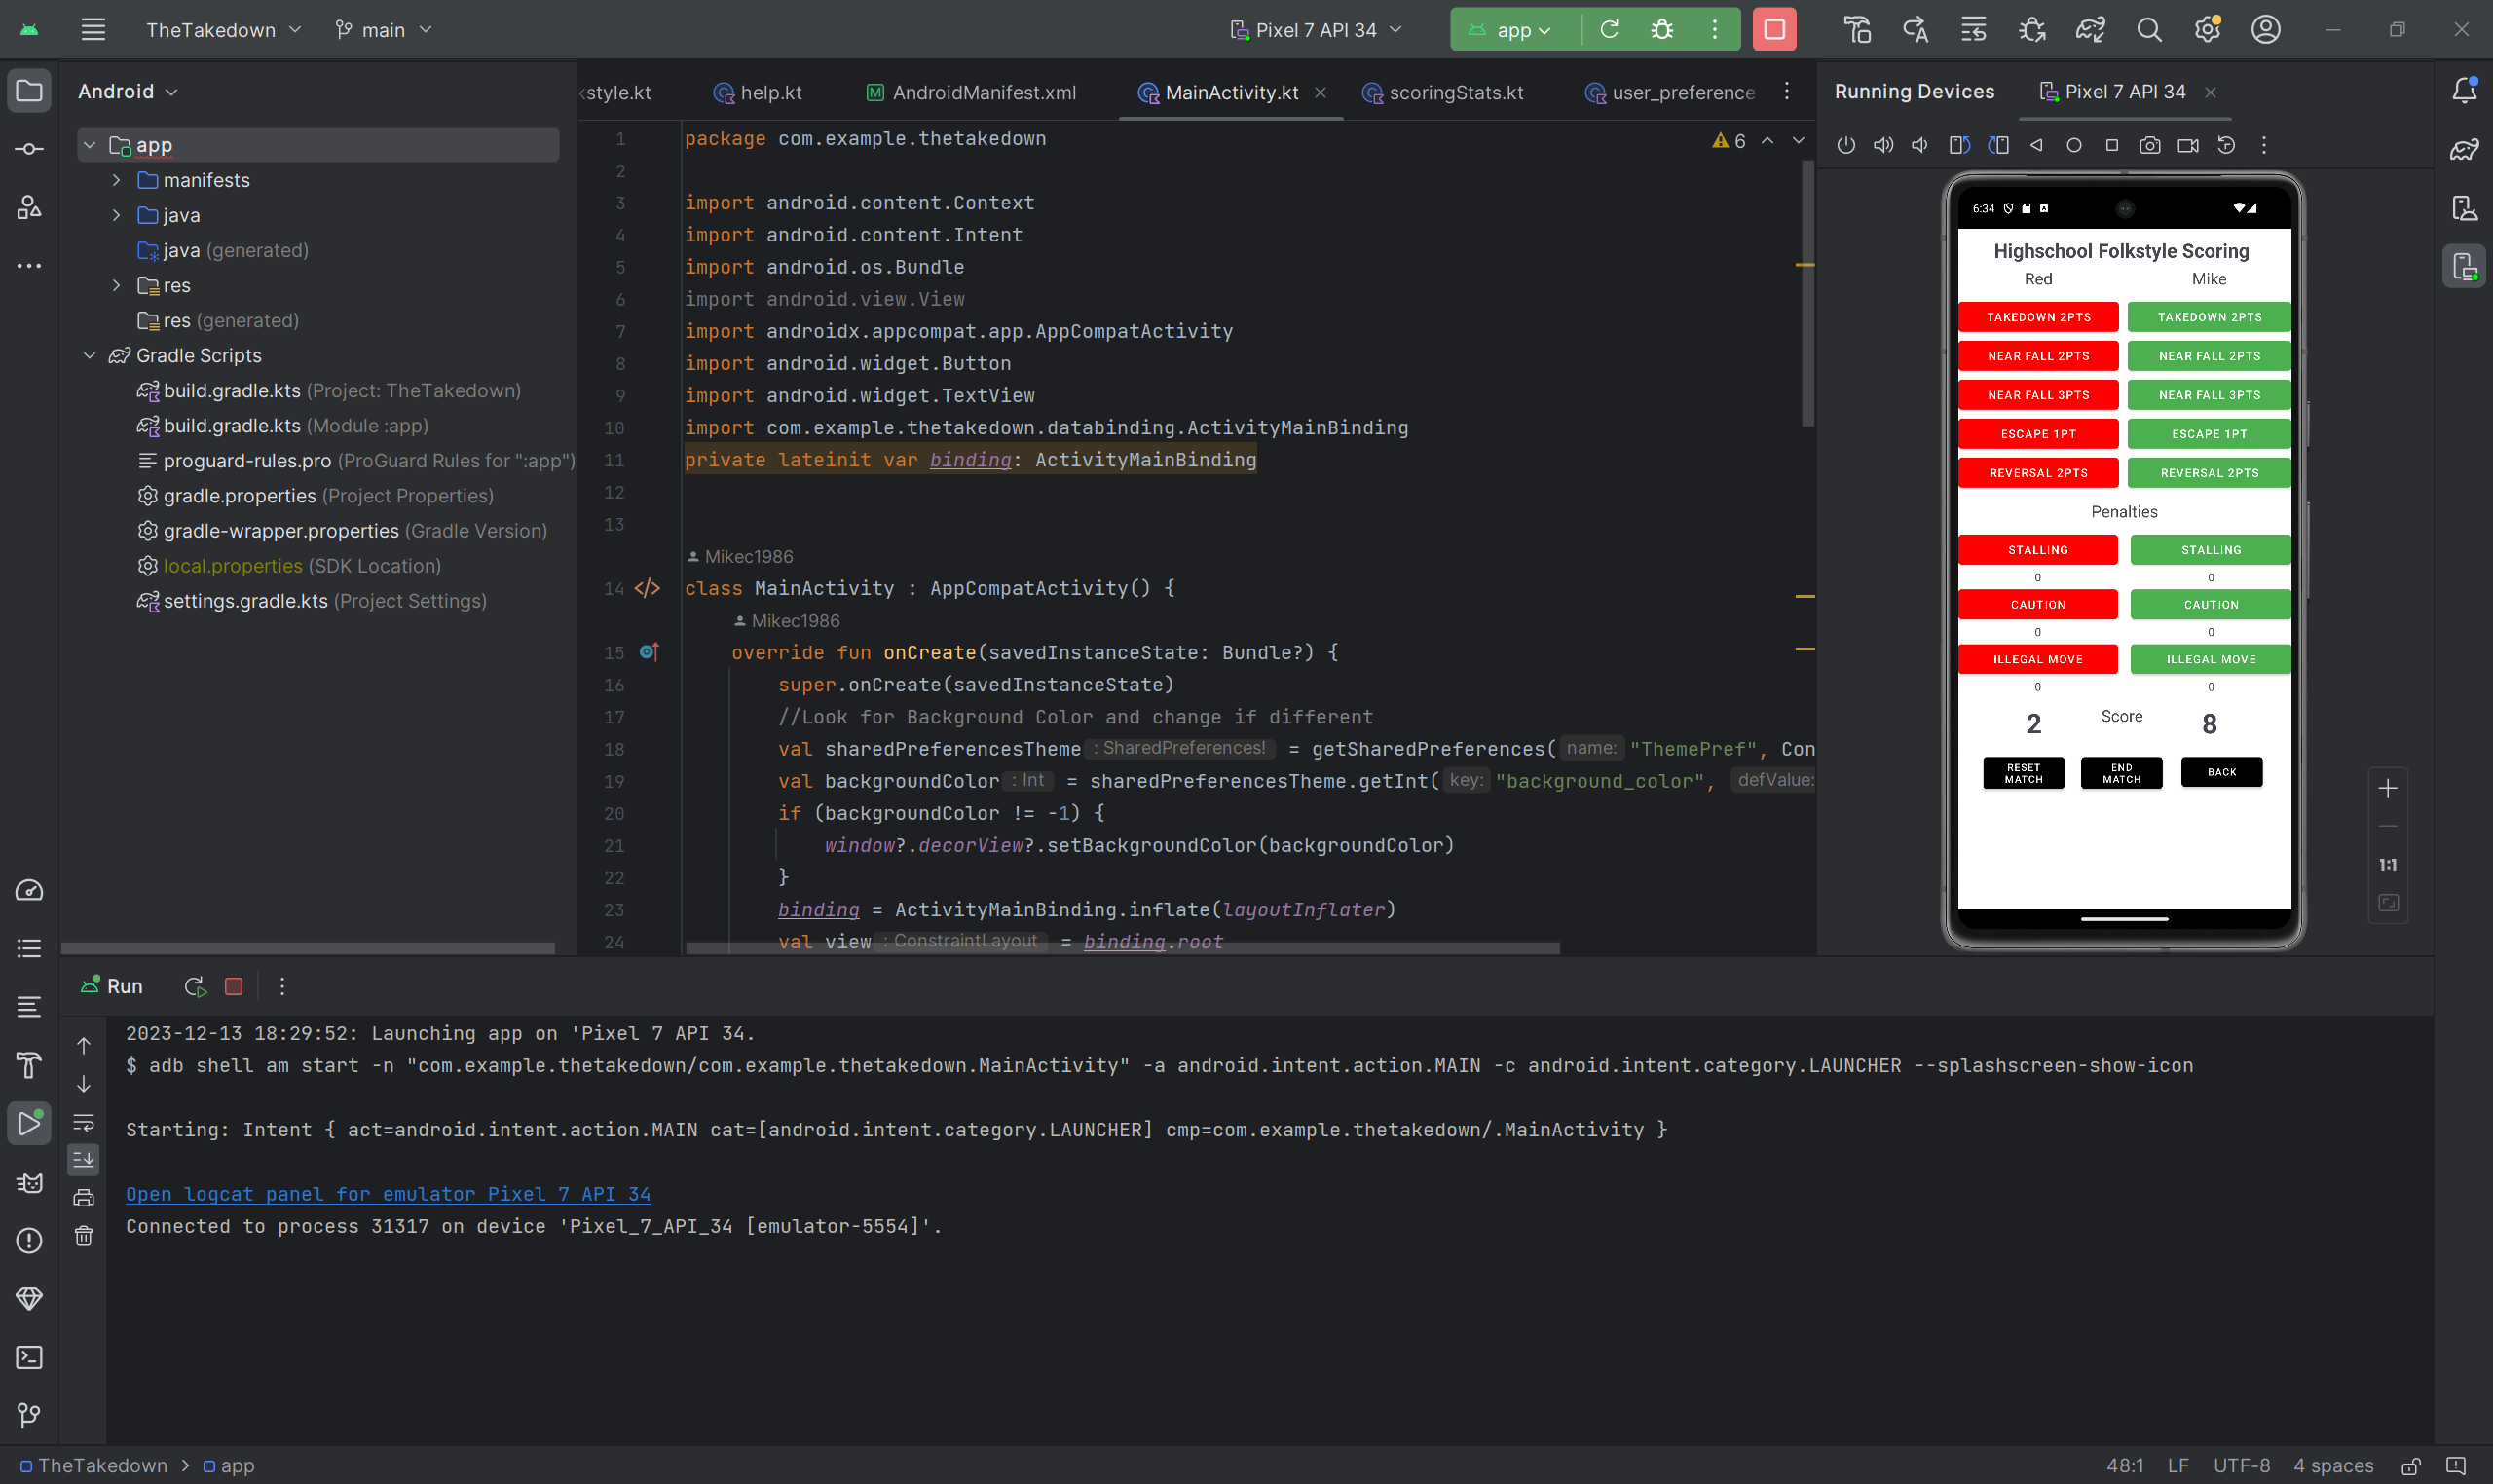 TheTakedown main Pixel 7 API 34 app
Android
app
manifests
java
java (generated)
res
res (generated)
Gradle Scripts
build.gradle.kts (Project: TheTakedown)
build.gradle.kts (Module :app)
proguard-rules.pro (ProGuard Rules for ":app")
gradle.properties (Project Properties)
gradle-wrapper.properties (Gradle Version)
local.properties (SDK Location)
settings.gradle.kts (Project Settings)
style.kt help.kt AndroidManifest.xml MainActivity.kt scoringStats.kt user_preference
6
1 package com.example.thetakedown
2
3 import android.content.Context
4 import android.content.Intent
5 import android.os.Bundle
6 import android.view.View
7 import androidx.appcompat.app.AppCompatActivity
8 import android.widget.Button
9 import android.widget.TextView
10 import com.example.thetakedown.databinding.ActivityMainBinding
11 private lateinit var binding: ActivityMainBinding
12
13
Mikec1986
14 class MainActivity : AppCompatActivity() {
Mikec1986
15 override fun onCreate(savedInstanceState: Bundle?) {
16 super.onCreate(savedInstanceState)
17 //Look for Background Color and change if different
18 val sharedPreferencesTheme : SharedPreferences! = getSharedPreferences( name: "ThemePref", Con
19 val backgroundColor : Int = sharedPreferencesTheme.getInt( key: "background_color", defValue:
20 if (backgroundColor != -1) {
21 window?.decorView?.setBackgroundColor(backgroundColor)
22 }
23 binding = ActivityMainBinding.inflate(layoutInflater)
24 val view : ConstraintLayout = binding.root
Running Devices Pixel 7 API 34
6:34
Highschool Folkstyle Scoring
Red Mike
TAKEDOWN 2PTS TAKEDOWN 2PTS
NEAR FALL 2PTS NEAR FALL 2PTS
NEAR FALL 3PTS NEAR FALL 3PTS
ESCAPE 1PT ESCAPE 1PT
REVERSAL 2PTS REVERSAL 2PTS
Penalties
STALLING STALLING
0 0
CAUTION CAUTION
0 0
ILLEGAL MOVE ILLEGAL MOVE
0 0
2 Score 8
RESET MATCH END MATCH BACK
1:1
Run
2023-12-13 18:29:52: Launching app on 'Pixel 7 API 34.
$ adb shell am start -n "com.example.thetakedown/com.example.thetakedown.MainActivity" -a android.intent.action.MAIN -c android.intent.category.LAUNCHER --splashscreen-show-icon
Starting: Intent { act=android.intent.action.MAIN cat=[android.intent.category.LAUNCHER] cmp=com.example.thetakedown/.MainActivity }
Open logcat panel for emulator Pixel 7 API 34
Connected to process 31317 on device 'Pixel_7_API_34 [emulator-5554]'.
TheTakedown > app
48:1 LF UTF-8 4 spaces